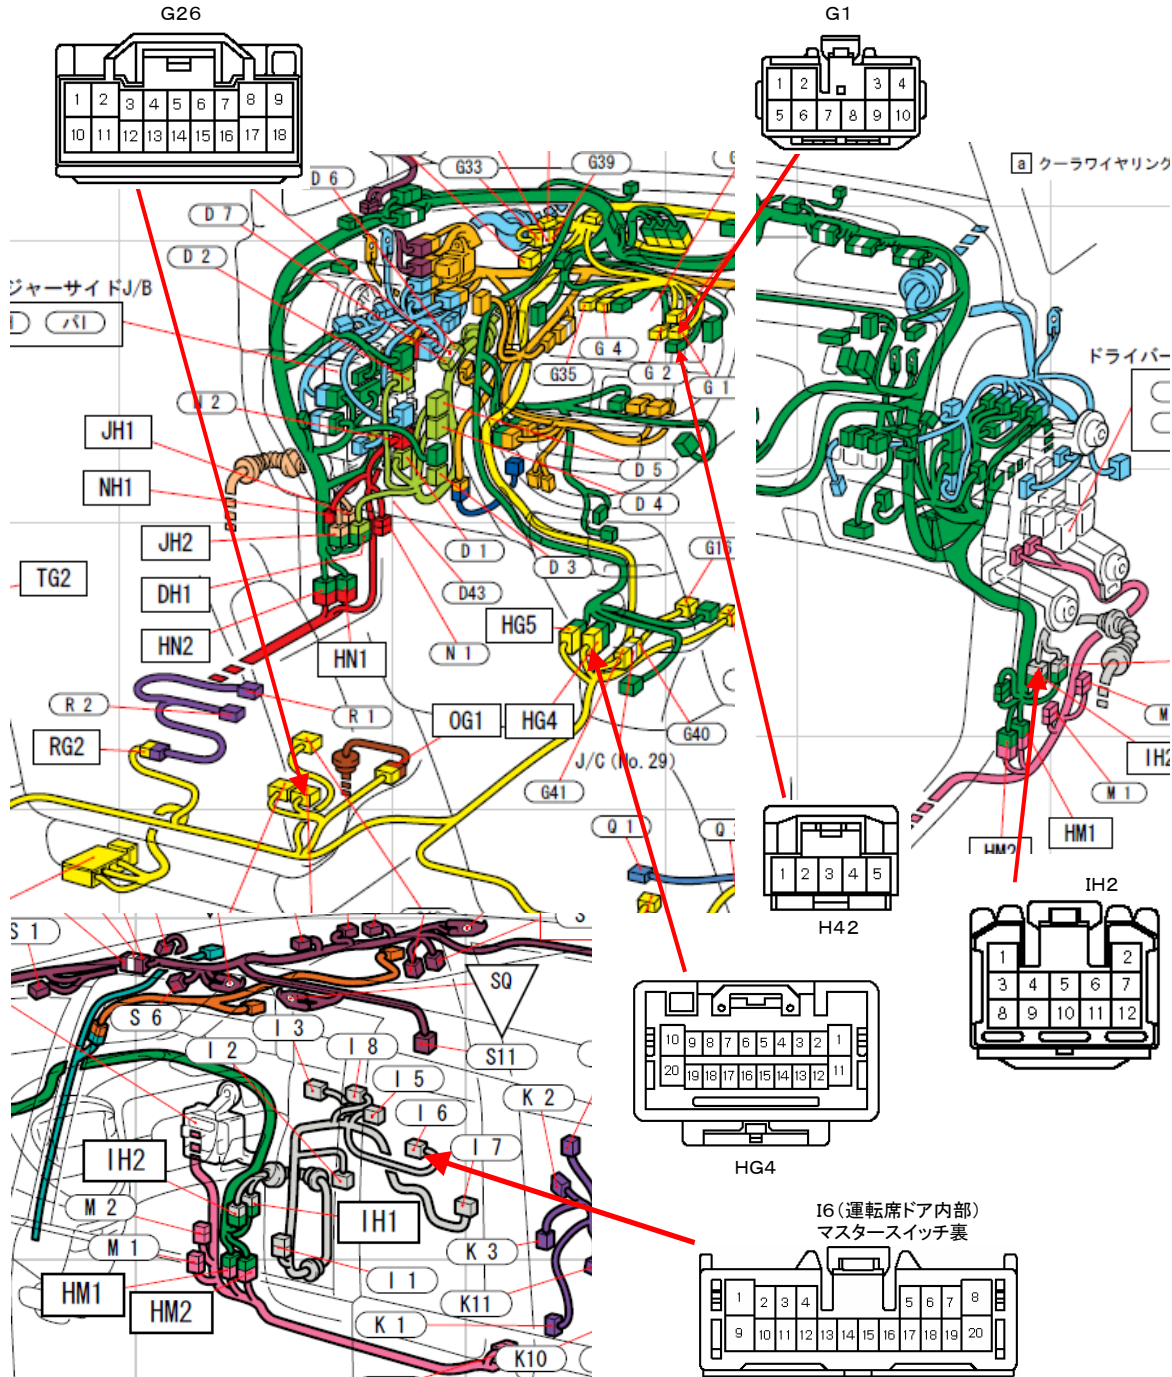 G26
G1
1 2 3 4 5 6 7 8 9
10 11 12 13 14 15 16 17 18
1 2 3 4
5 6 7 8 9 10
a クーラワイヤリング
D 6
G33
G39
D 7
D 2
ジャーサイドJ/B
パI
G 4
G35
G 2
G 1
ドライバー
N 2
JH1
NH1
D 5
D 4
JH2
D 1
D 3
G16
TG2
DH1
D43
HG5
HN2
HN1
N 1
R 2
R 1
OG1
HG4
G40
M
RG2
J/C (No. 29)
IH2
G41
M 1
Q 1
Q
HM1
HM2
1 2 3 4 5
H42
IH2
1 2
3 4 5 6 7
8 9 10 11 12
S 1
S
SQ
S 6
I 3
I 2
I 8
S11
I 5
I 6
K 2
I 7
10 9 8 7 6 5 4 3 2 1
20 19 18 17 16 15 14 13 12 11
HG4
IH2
M 2
IH1
M 1
K 3
I6(運転席ドア内部)
マスタースイッチ裏
HM1
HM2
I 1
K11
K 1
K10
1 2 3 4 5 6 7 8
9 10 11 12 13 14 15 16 17 18 19 20